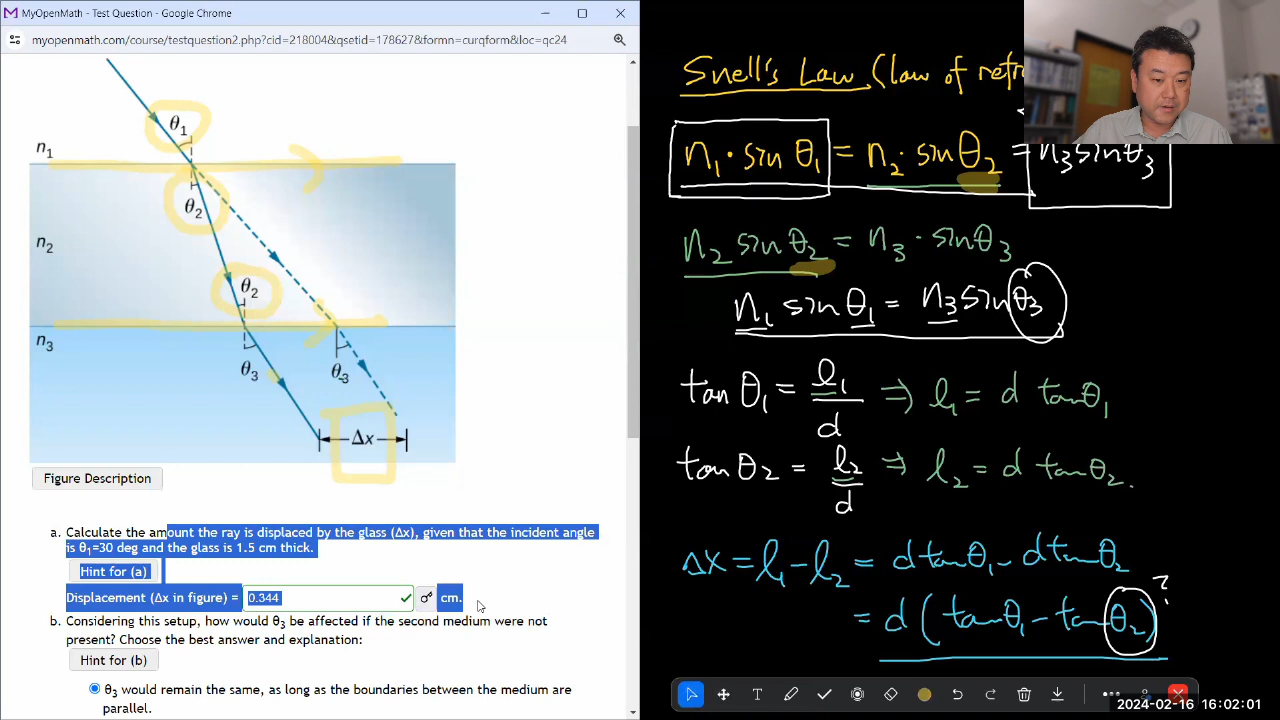 MyOpenMath - Test Question - Google Chrome
myopenmath.com/course/testquestion2.php?cid=218004&qsetid=178627&formn=curqform&loc=qc24
θ1
n1
θ2
n2
θ2
n3
θ3
θ3
Δx
Figure Description
a. Calculate the amount the ray is displaced by the glass (Δx), given that the incident angle
is θ1=30 deg and the glass is 1.5 cm thick.
Hint for (a)
Displacement (Δx in figure) = 0.344 cm.
b. Considering this setup, how would θ3 be affected if the second medium were not
present? Choose the best answer and explanation:
Hint for (b)
θ3 would remain the same, as long as the boundaries between the medium are
parallel.
Snell's Law (law of refr
n1 · sin θ1 = n2 · sin θ2 = n3 sin θ3
n2 sin θ2 = n3 · sin θ3
n1 sin θ1 = n3 sin θ3
tan θ1 = l1/d ⇒ l1 = d tan θ1
tan θ2 = l2/d ⇒ l2 = d tan θ2.
Δx = l1 − l2 = d tan θ1 − d tan θ2
= d ( tan θ1 − tan θ2 ) ?
T
2024-02-16 16:02:01